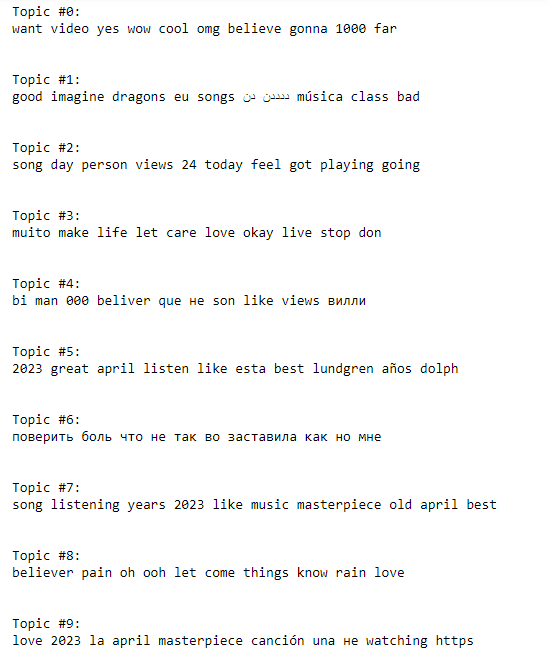 Topic #0:
want video yes wow cool omg believe gonna 1000 far
Topic #1:
good imagine dragons eu songs دن دددددن música class bad
Topic #2:
song day person views 24 today feel got playing going
Topic #3:
muito make life let care love okay live stop don
Topic #4:
bi man 000 beliver que не son like views вилли
Topic #5:
2023 great april listen like esta best lundgren años dolph
Topic #6:
поверить боль что не так во заставила как но мне
Topic #7:
song listening years 2023 like music masterpiece old april best
Topic #8:
believer pain oh ooh let come things know rain love
Topic #9:
love 2023 la april masterpiece canción una не watching https